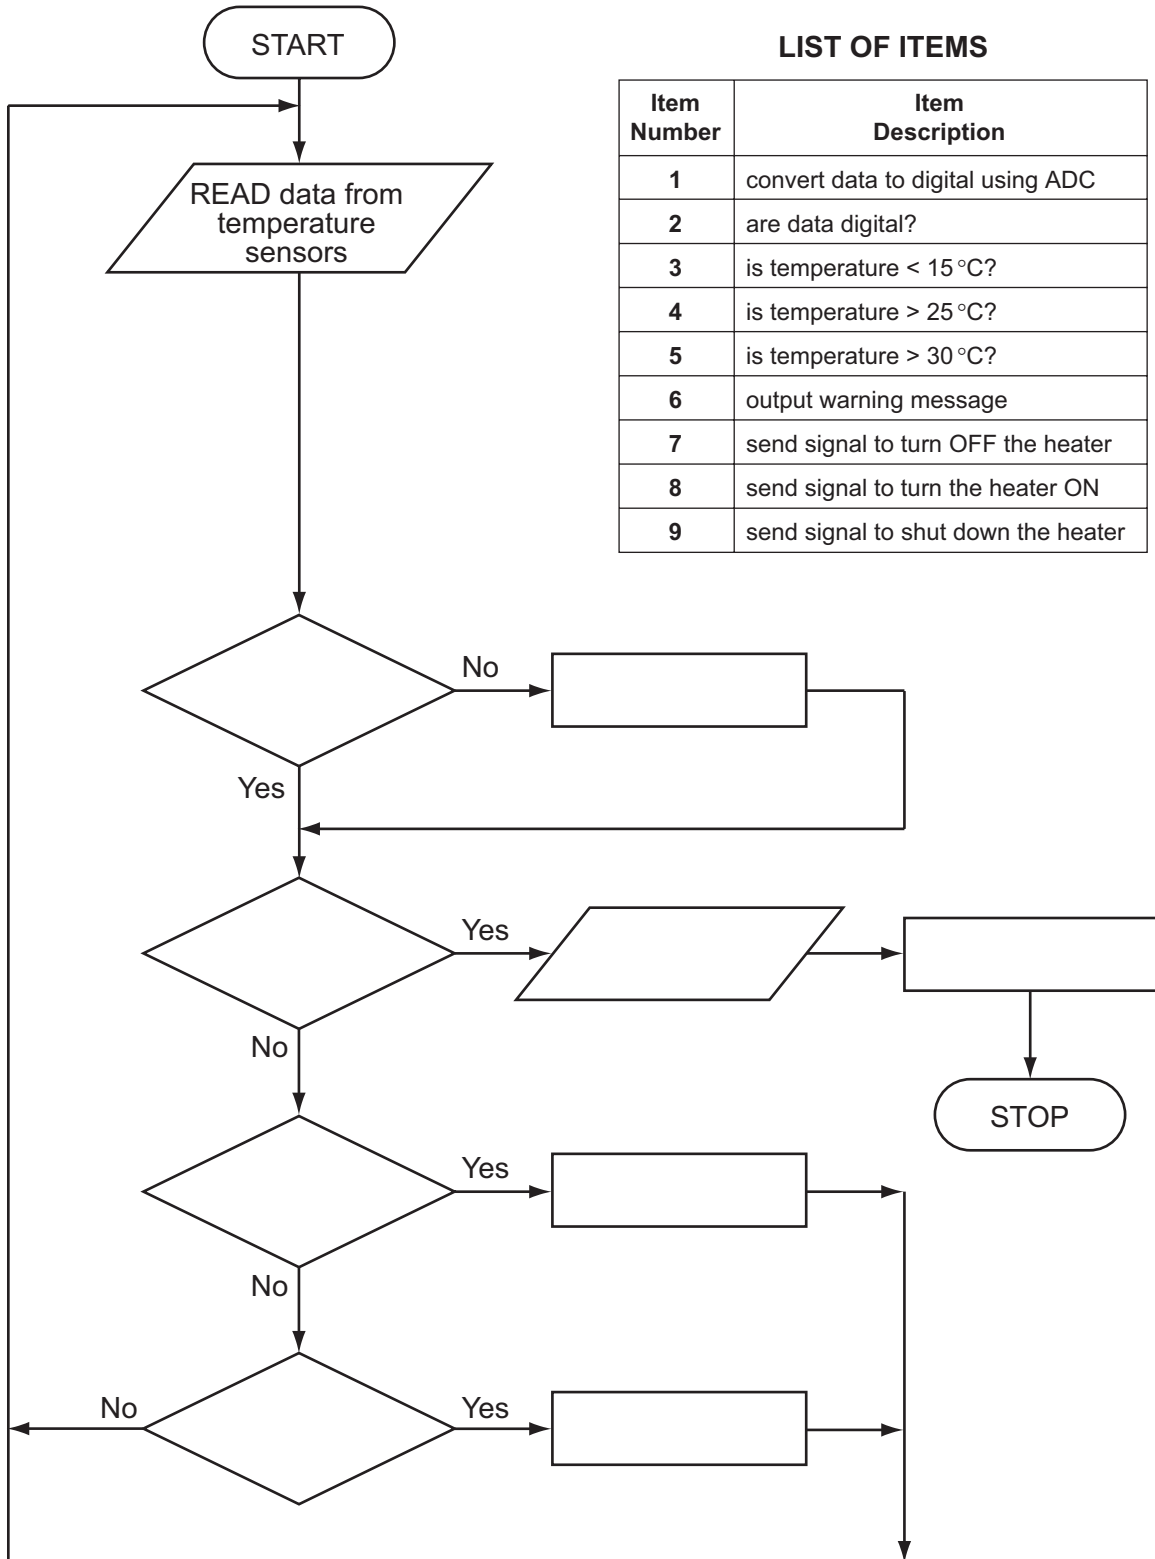 START
READ data from
temperature
sensors
LIST OF ITEMS
Item
Number
Item
Description
1 convert data to digital using ADC
2 are data digital?
3 is temperature < 15 °C?
4 is temperature > 25 °C?
5 is temperature > 30 °C?
6 output warning message
7 send signal to turn OFF the heater
8 send signal to turn the heater ON
9 send signal to shut down the heater
No
Yes
Yes
No
STOP
Yes
No
No
Yes